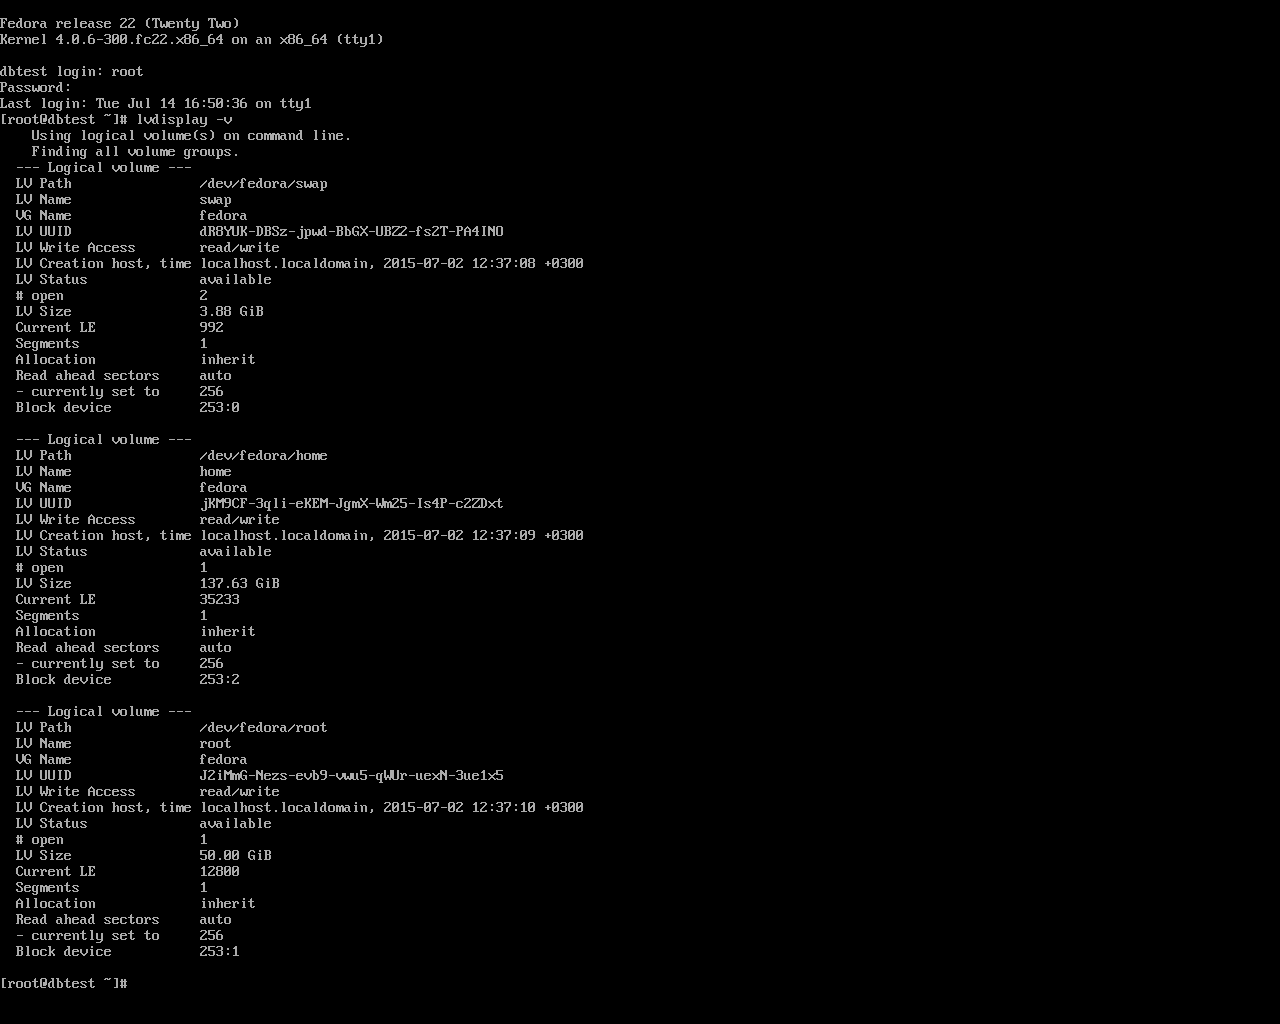 Fedora release 22 (Twenty Two)
Kernel 4.0.6-300.fc22.x86_64 on an x86_64 (tty1)
dbtest login: root
Password:
Last login: Tue Jul 14 16:50:36 on tty1
[root@dbtest ~]# lvdisplay -v
    Using logical volume(s) on command line.
    Finding all volume groups.
  --- Logical volume ---
  LV Path                /dev/fedora/swap
  LV Name                swap
  VG Name                fedora
  LV UUID                dR8YUK-DBSz-jpwd-BbGX-UBZ2-fs2T-PA4INO
  LV Write Access        read/write
  LV Creation host, time localhost.localdomain, 2015-07-02 12:37:08 +0300
  LV Status              available
  # open                 2
  LV Size                3.88 GiB
  Current LE             992
  Segments               1
  Allocation             inherit
  Read ahead sectors     auto
  - currently set to     256
  Block device           253:0
  --- Logical volume ---
  LV Path                /dev/fedora/home
  LV Name                home
  VG Name                fedora
  LV UUID                jKM9CF-3qli-eKEM-JgmX-Wm25-Is4P-c2ZDxt
  LV Write Access        read/write
  LV Creation host, time localhost.localdomain, 2015-07-02 12:37:09 +0300
  LV Status              available
  # open                 1
  LV Size                137.63 GiB
  Current LE             35233
  Segments               1
  Allocation             inherit
  Read ahead sectors     auto
  - currently set to     256
  Block device           253:2
  --- Logical volume ---
  LV Path                /dev/fedora/root
  LV Name                root
  VG Name                fedora
  LV UUID                J2iMmG-Nezs-evb9-vwu5-qWUr-uexN-3ue1x5
  LV Write Access        read/write
  LV Creation host, time localhost.localdomain, 2015-07-02 12:37:10 +0300
  LV Status              available
  # open                 1
  LV Size                50.00 GiB
  Current LE             12800
  Segments               1
  Allocation             inherit
  Read ahead sectors     auto
  - currently set to     256
  Block device           253:1
[root@dbtest ~]#